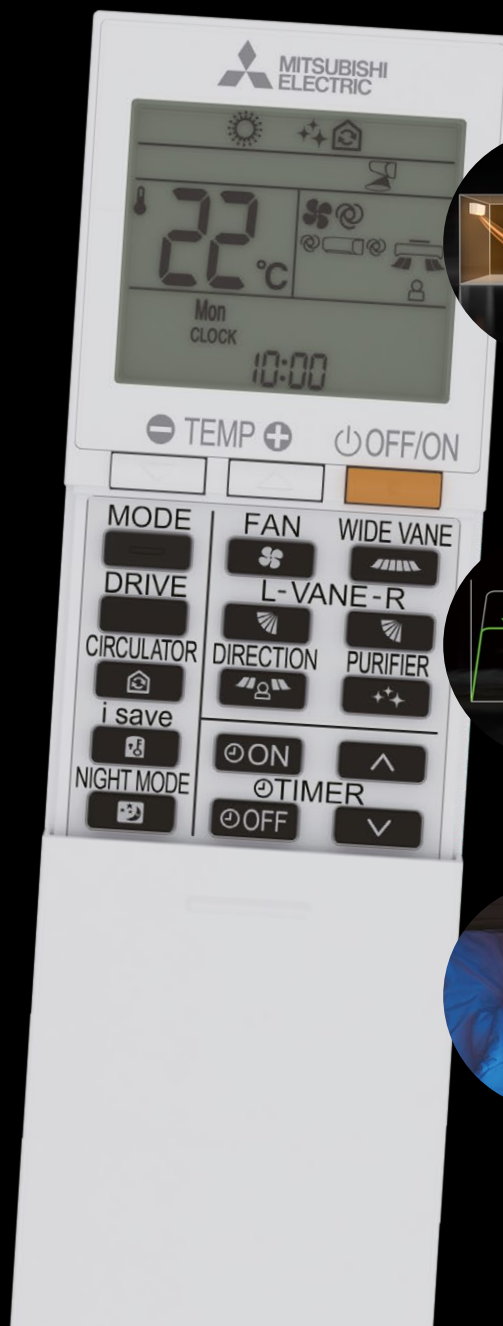 MITSUBISHI
ELECTRIC
22 °C
Mon
CLOCK
10:00
TEMP OFF/ON
MODE FAN WIDE VANE
DRIVE L-VANE-R
CIRCULATOR DIRECTION PURIFIER
i save
ON
NIGHT MODE TIMER
OFF